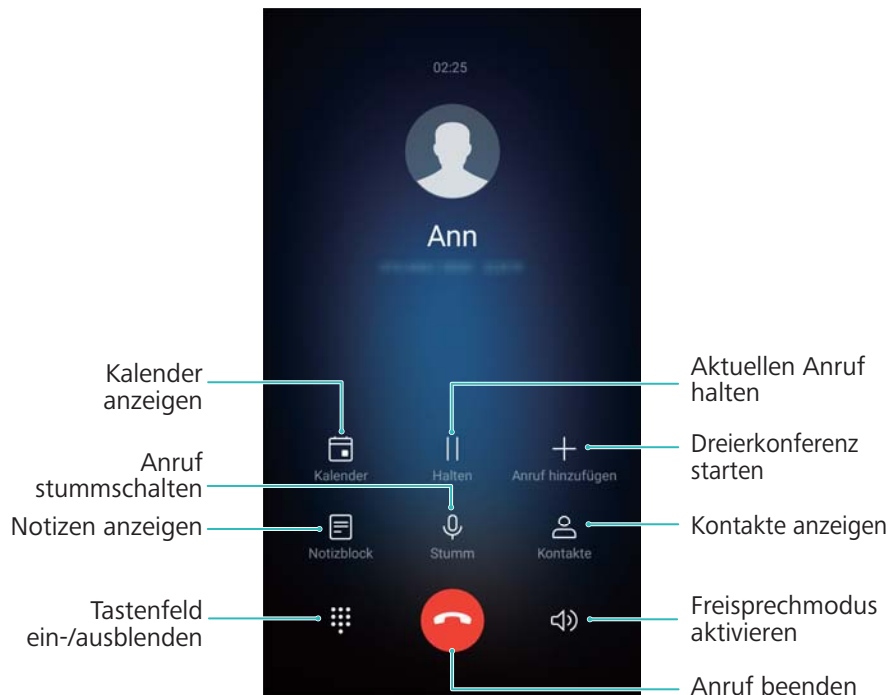 02:25
Ann
Kalender
anzeigen
Aktuellen Anruf
halten
Anruf
stummschalten
Kalender
Halten
Anruf hinzufügen
Dreierkonferenz
starten
Notizen anzeigen
Notizblock
Stumm
Kontakte
Kontakte anzeigen
Tastenfeld
ein-/ausblenden
Freisprechmodus
aktivieren
Anruf beenden